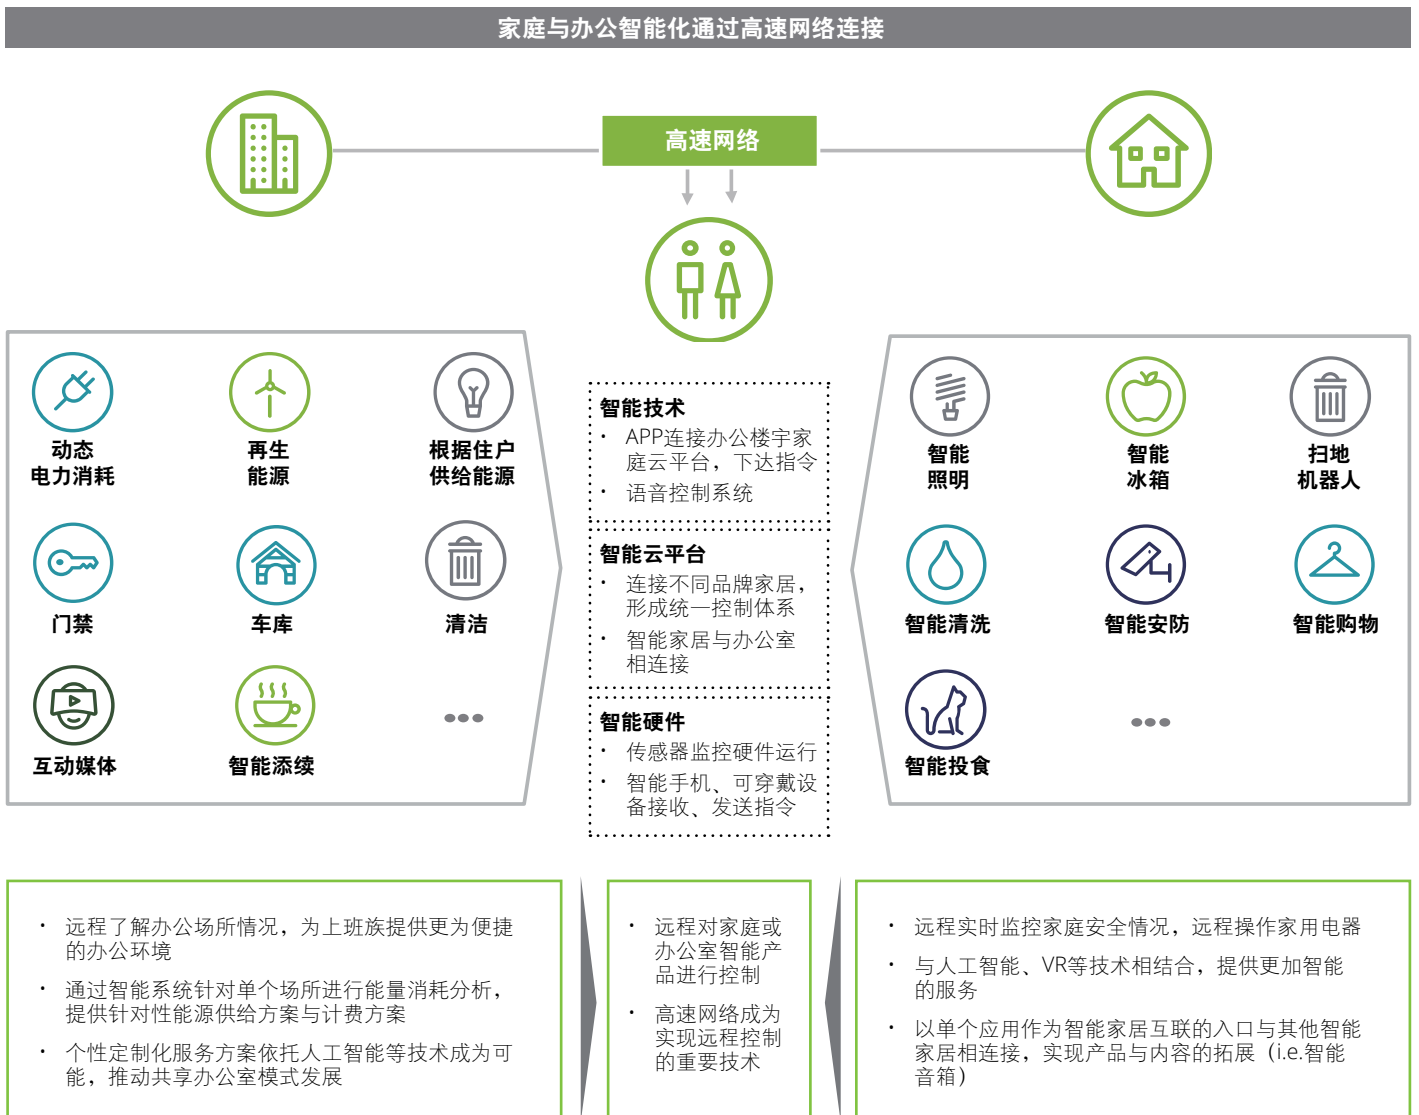 家庭与办公智能化通过高速网络连接
高速网络
动态
电力消耗
再生
能源
根据住户
供给能源
门禁
车库
清洁
互动媒体
智能添续
智能技术
· APP连接办公楼宇家
庭云平台，下达指令
· 语音控制系统
智能云平台
· 连接不同品牌家居，
形成统一控制体系
· 智能家居与办公室
相连接
智能硬件
· 传感器监控硬件运行
· 智能手机、可穿戴设
备接收、发送指令
智能
照明
智能
冰箱
扫地
机器人
智能清洗
智能安防
智能购物
智能投食
· 远程了解办公场所情况，为上班族提供更为便捷
的办公环境
· 通过智能系统针对单个场所进行能量消耗分析，
提供针对性能源供给方案与计费方案
· 个性定制化服务方案依托人工智能等技术成为可
能，推动共享办公室模式发展
· 远程对家庭或
办公室智能产
品进行控制
· 高速网络成为
实现远程控制
的重要技术
· 远程实时监控家庭安全情况，远程操作家用电器
· 与人工智能、VR等技术相结合，提供更加智能
的服务
· 以单个应用作为智能家居互联的入口与其他智能
家居相连接，实现产品与内容的拓展（i.e.智能
音箱）